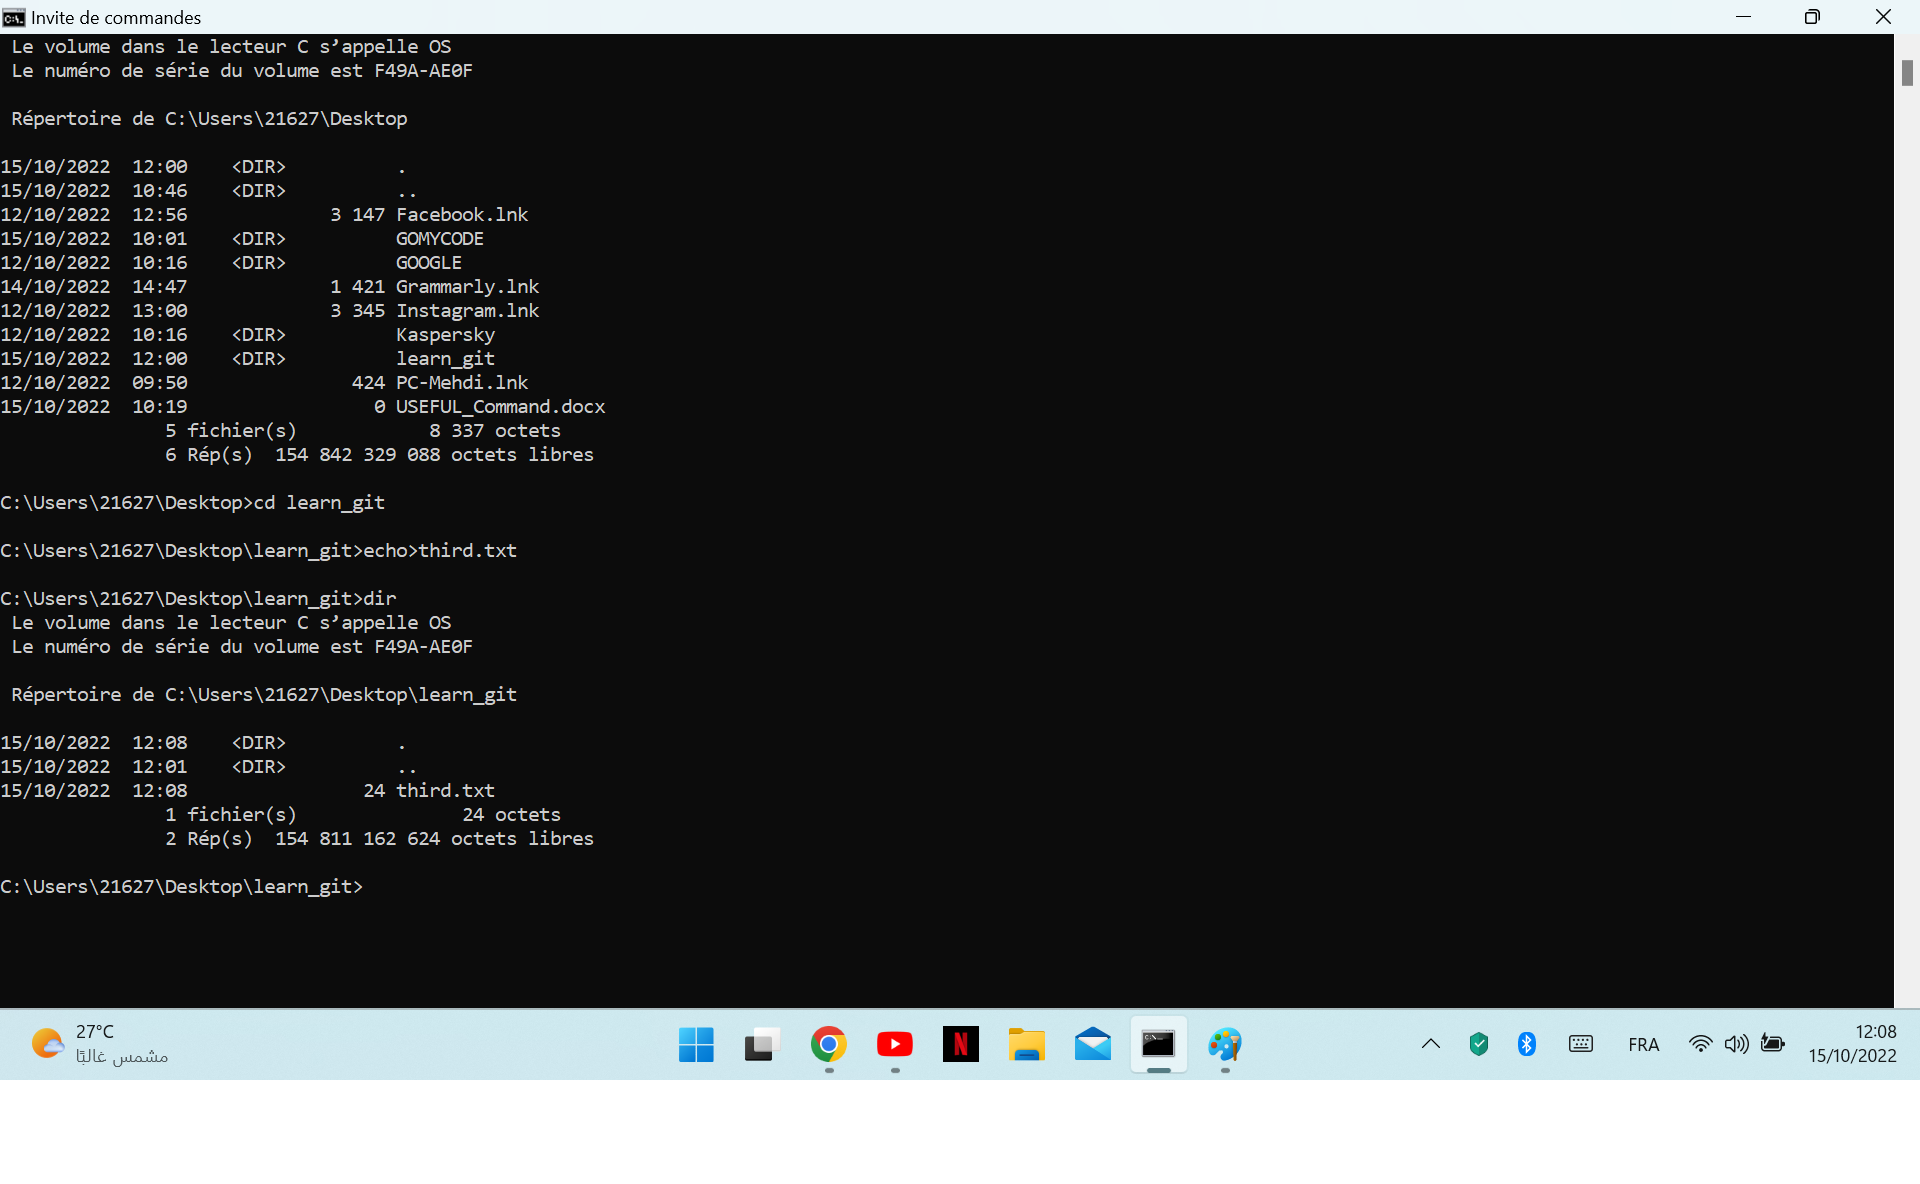 Invite de commandes
Le volume dans le lecteur C s’appelle OS
Le numéro de série du volume est F49A-AE0F
Répertoire de C:\Users\21627\Desktop
15/10/2022  12:00    <DIR>          .
15/10/2022  10:46    <DIR>          ..
12/10/2022  12:56             3 147 Facebook.lnk
15/10/2022  10:01    <DIR>          GOMYCODE
12/10/2022  10:16    <DIR>          GOOGLE
14/10/2022  14:47             1 421 Grammarly.lnk
12/10/2022  13:00             3 345 Instagram.lnk
12/10/2022  10:16    <DIR>          Kaspersky
15/10/2022  12:00    <DIR>          learn_git
12/10/2022  09:50               424 PC-Mehdi.lnk
15/10/2022  10:19                 0 USEFUL_Command.docx
5 fichier(s)            8 337 octets
6 Rép(s)  154 842 329 088 octets libres
C:\Users\21627\Desktop>cd learn_git
C:\Users\21627\Desktop\learn_git>echo>third.txt
C:\Users\21627\Desktop\learn_git>dir
Le volume dans le lecteur C s’appelle OS
Le numéro de série du volume est F49A-AE0F
Répertoire de C:\Users\21627\Desktop\learn_git
15/10/2022  12:08    <DIR>          .
15/10/2022  12:01    <DIR>          ..
15/10/2022  12:08                24 third.txt
1 fichier(s)               24 octets
2 Rép(s)  154 811 162 624 octets libres
C:\Users\21627\Desktop\learn_git>
27°C
مشمس غالبًا
FRA
12:08
15/10/2022